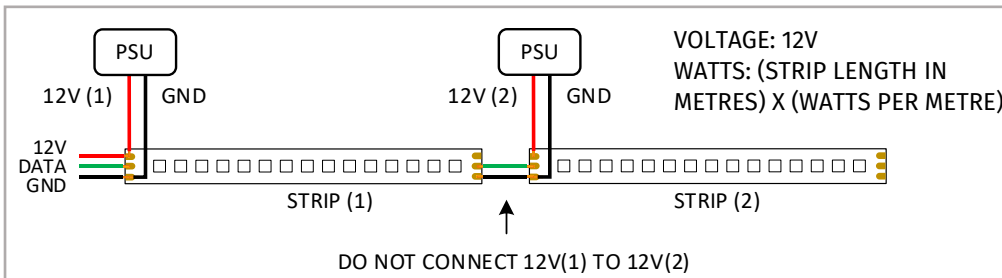 PSU
PSU
VOLTAGE: 12V
WATTS: (STRIP LENGTH IN
METRES) X (WATTS PER METRE)
12V (1)
GND
12V (2)
GND
12V
DATA
GND
STRIP (1)
STRIP (2)
DO NOT CONNECT 12V(1) TO 12V(2)